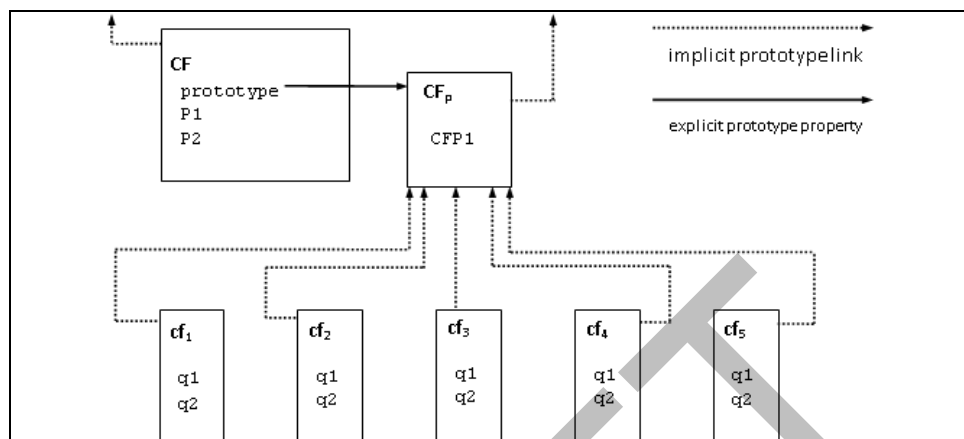 CF
prototype
P1
P2
CFp
CFP1
implicit prototype link
explicit prototype property
cf1
q1
q2
cf2
q1
q2
cf3
q1
q2
cf4
q1
q2
cf5
q1
q2